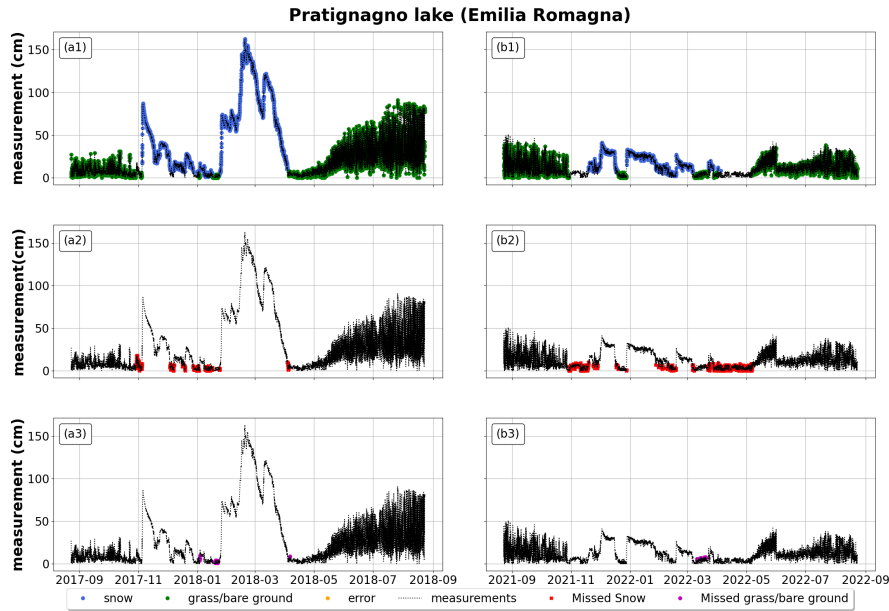 Pratignagno lake (Emilia Romagna)
measurement (cm)
150
100
50
0
(a1)
(b1)
measurement(cm)
150
100
50
0
(a2)
(b2)
measurement (cm)
150
100
50
0
(a3)
(b3)
2017-09 2017-11 2018-01 2018-03 2018-05 2018-07 2018-09 2021-09 2021-11 2022-01 2022-03 2022-05 2022-07 2022-09
snow grass/bare ground error measurements Missed Snow Missed grass/bare ground